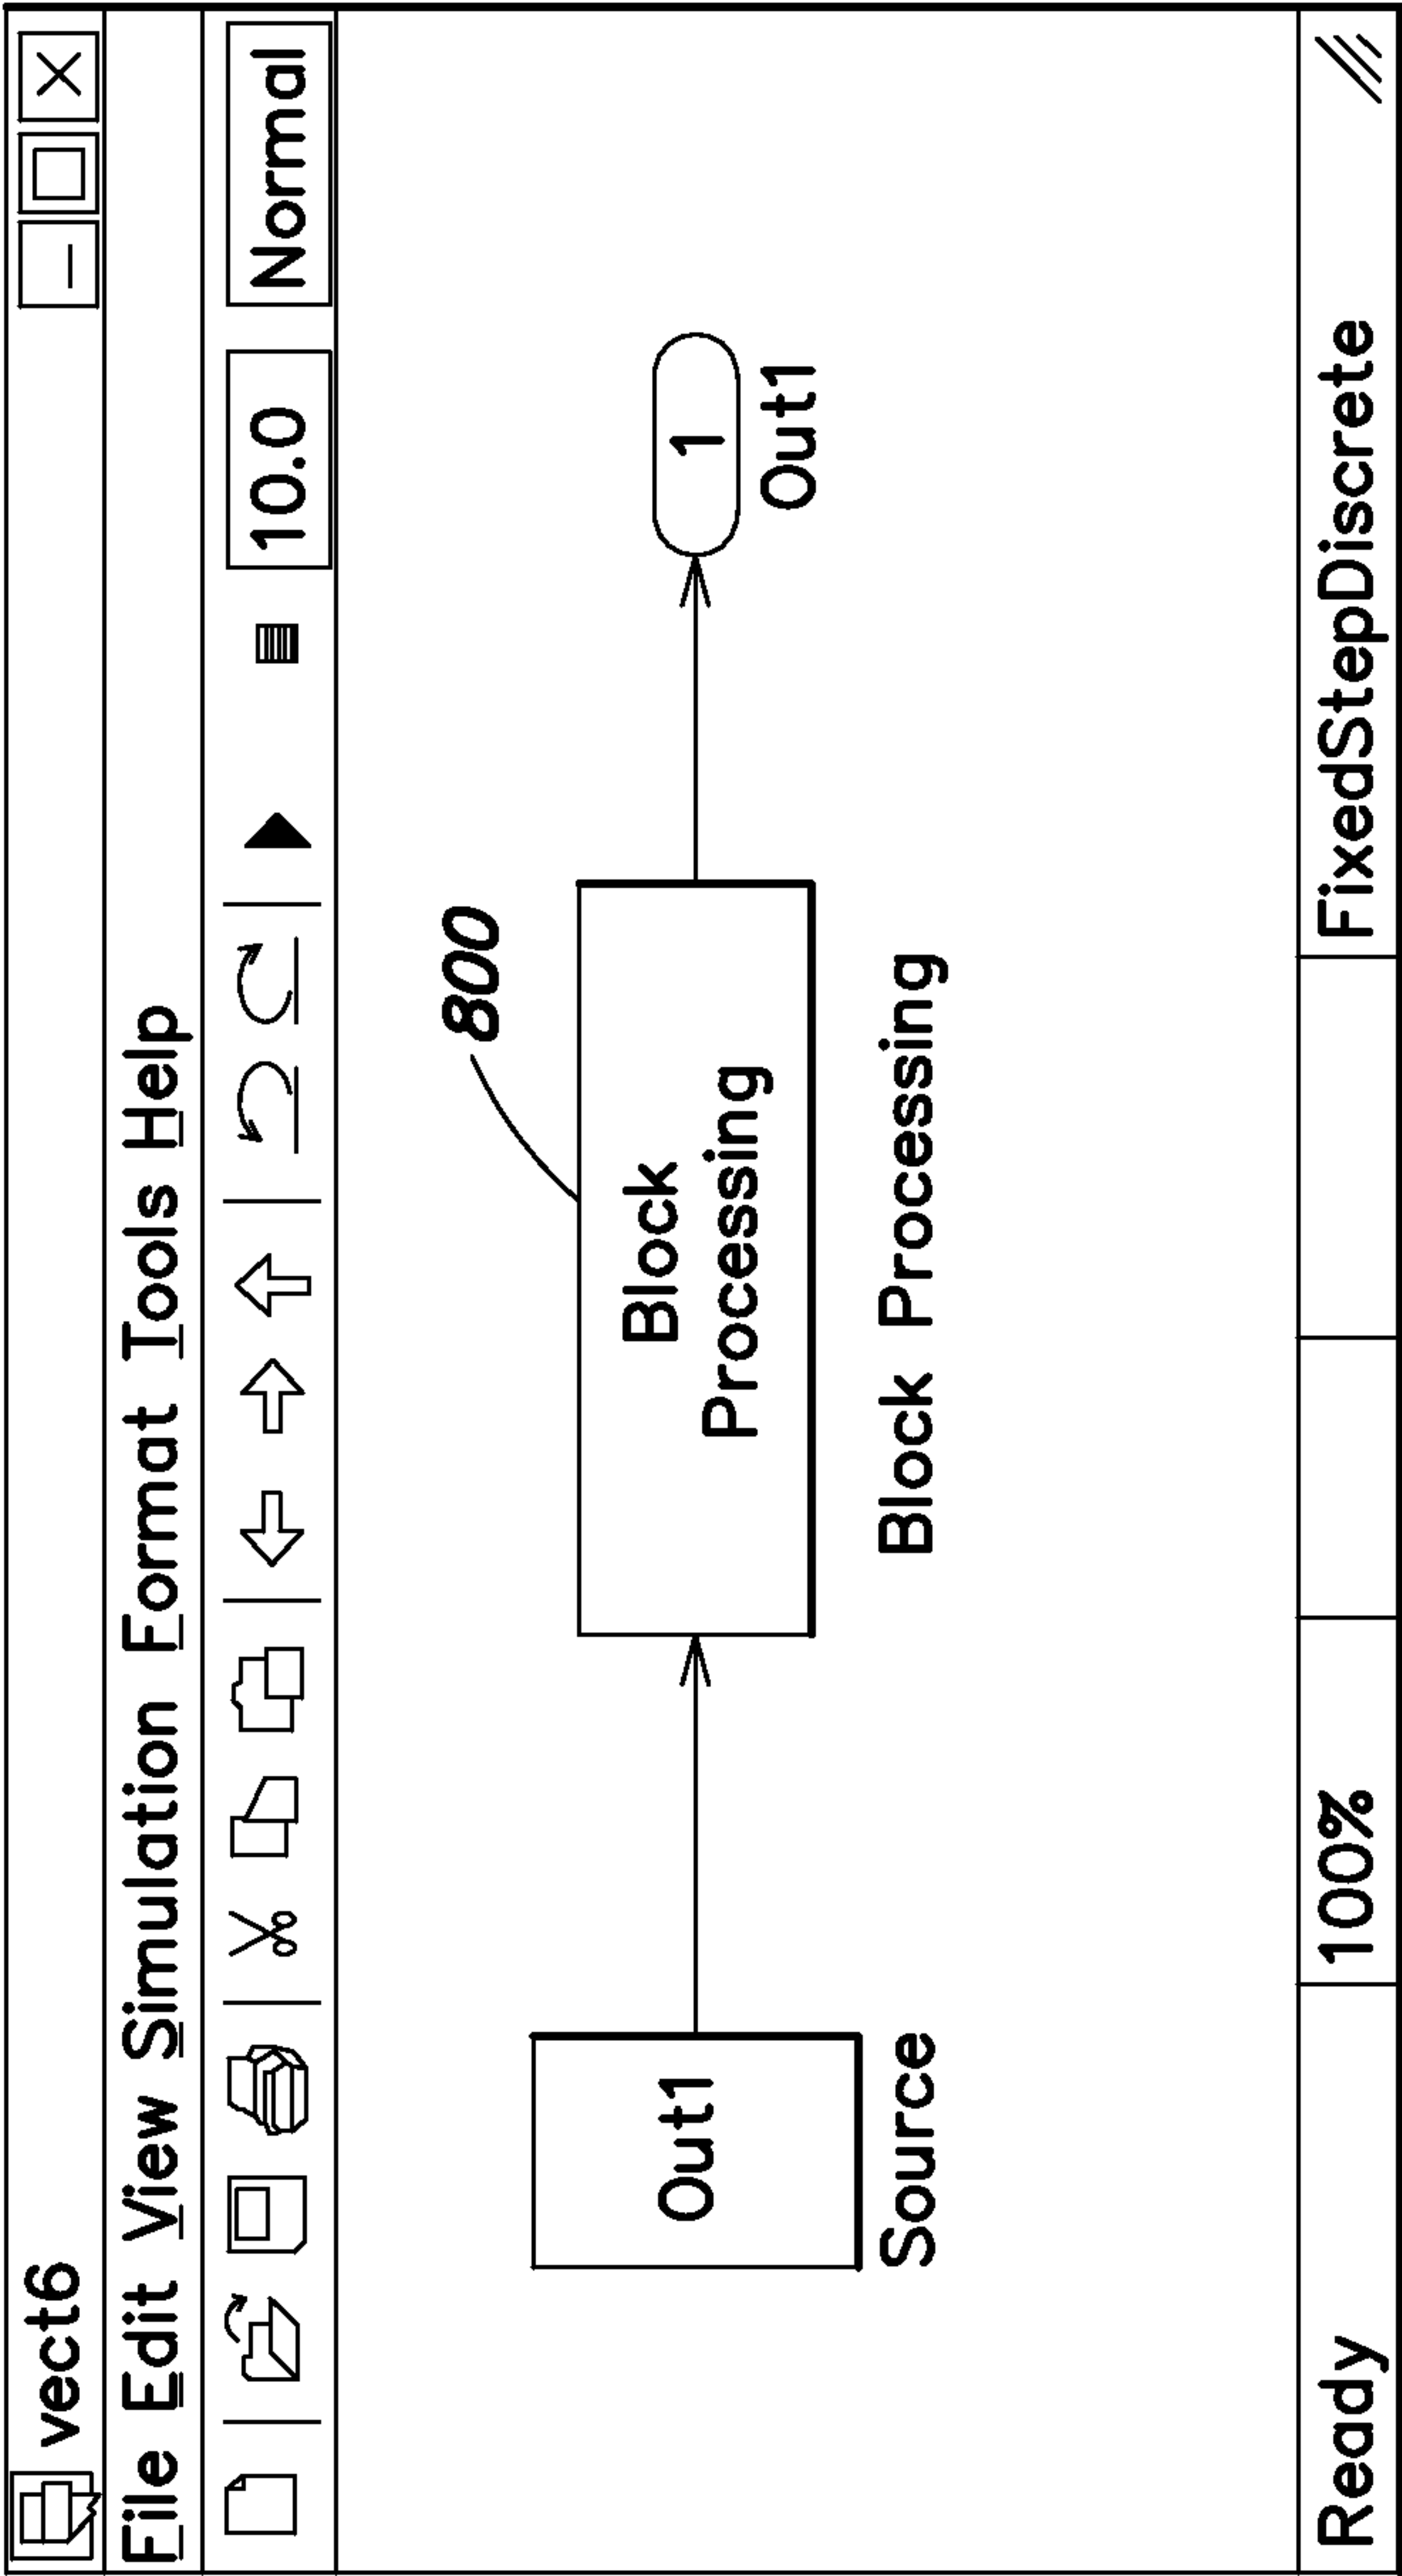 vect6
File Edit View Simulation Format Tools Help
10.0 Normal
800
Out1
Block
Processing
1
Source
Block Processing
Out1
Ready 100% FixedStepDiscrete